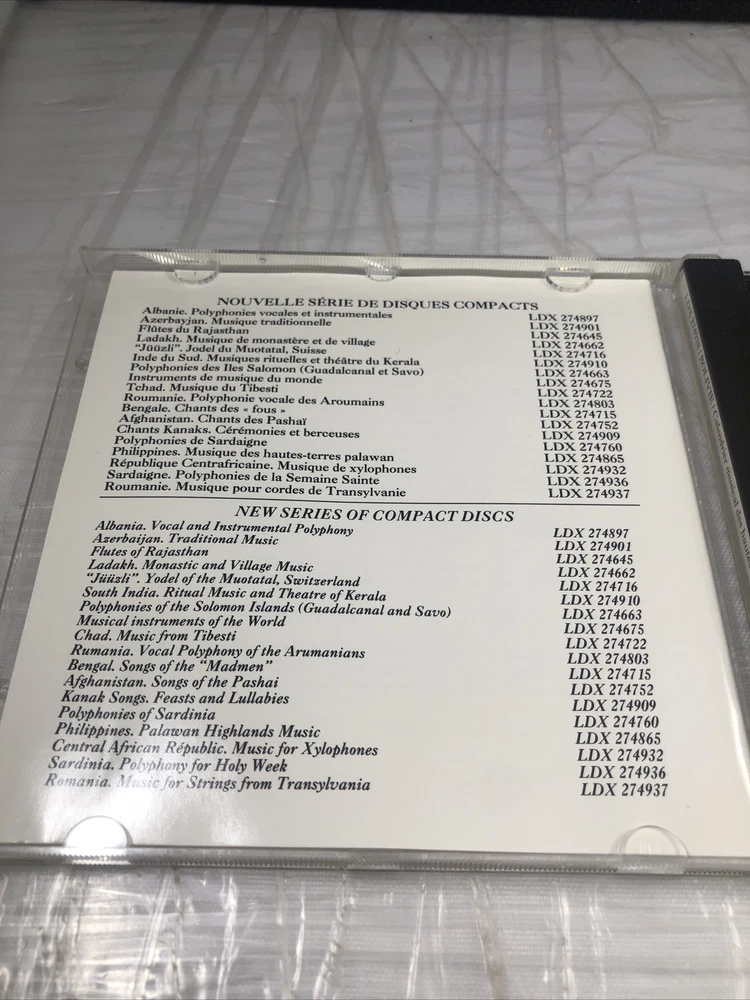 NOUVELLE SÉRIE DE DISQUES COMPACTS
Albanie. Polyphonies vocales et instrumentales LDX 274897
Azerbayjan. Musique traditionnelle LDX 274901
Flûtes du Rajasthan LDX 274645
Ladakh. Musique de monastère et de village LDX 274662
"Jüüzli". Jodel du Muotatal, Suisse LDX 274716
Inde du Sud. Musiques rituelles et théâtre du Kerala LDX 274910
Polyphonies des Iles Salomon (Guadalcanal et Savo) LDX 274663
Instruments de musique du monde LDX 274675
Tchad. Musique du Tibesti LDX 274722
Roumanie. Polyphonie vocale des Aroumains LDX 274803
Bengale. Chants des « fous » LDX 274715
Afghanistan. Chants des Pashaï LDX 274752
Chants Kanaks. Cérémonies et berceuses LDX 274909
Polyphonies de Sardaigne LDX 274760
Philippines. Musique des hautes-terres palawan LDX 274865
République Centrafricaine. Musique de xylophones LDX 274932
Sardaigne. Polyphonies de la Semaine Sainte LDX 274936
Roumanie. Musique pour cordes de Transylvanie LDX 274937
NEW SERIES OF COMPACT DISCS
Albania. Vocal and Instrumental Polyphony LDX 274897
Azerbaijan. Traditional Music LDX 274901
Flutes of Rajasthan LDX 274645
Ladakh. Monastic and Village Music LDX 274662
"Jüüzli". Yodel of the Muotatal, Switzerland LDX 274716
South India. Ritual Music and Theatre of Kerala LDX 274910
Polyphonies of the Solomon Islands (Guadalcanal and Savo) LDX 274663
Musical instruments of the World LDX 274675
Chad. Music from Tibesti LDX 274722
Rumania. Vocal Polyphony of the Arumanians LDX 274803
Bengal. Songs of the "Madmen" LDX 274715
Afghanistan. Songs of the Pashai LDX 274752
Kanak Songs. Feasts and Lullabies LDX 274909
Polyphonies of Sardinia LDX 274760
Philippines. Palawan Highlands Music LDX 274865
Central African Républic. Music for Xylophones LDX 274932
Sardinia. Polyphony for Holy Week LDX 274936
Romania. Music for Strings from Transylvania LDX 274937